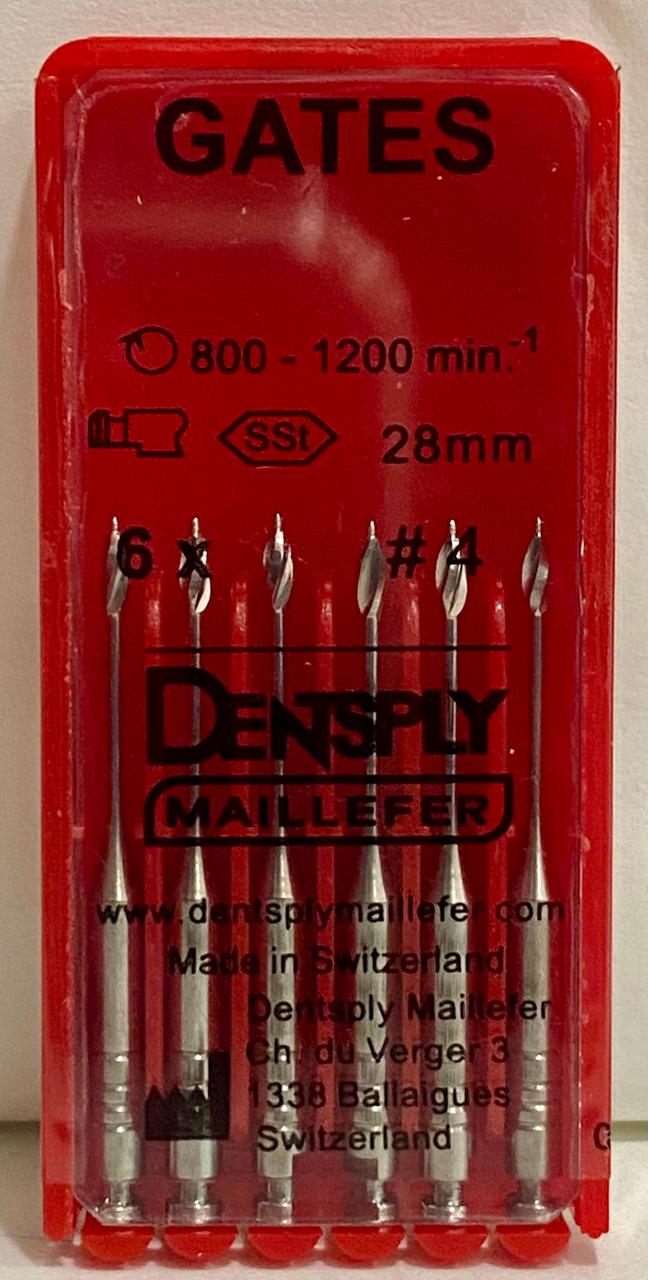 GATES
800 - 1200 min.⁻¹
SSt 28mm
6 x #4
DENTSPLY
MAILLEFER
www.dentsplymaillefer.com
Made in Switzerland
Dentsply Maillefer
Ch. du Verger 3
1338 Ballaigues
Switzerland